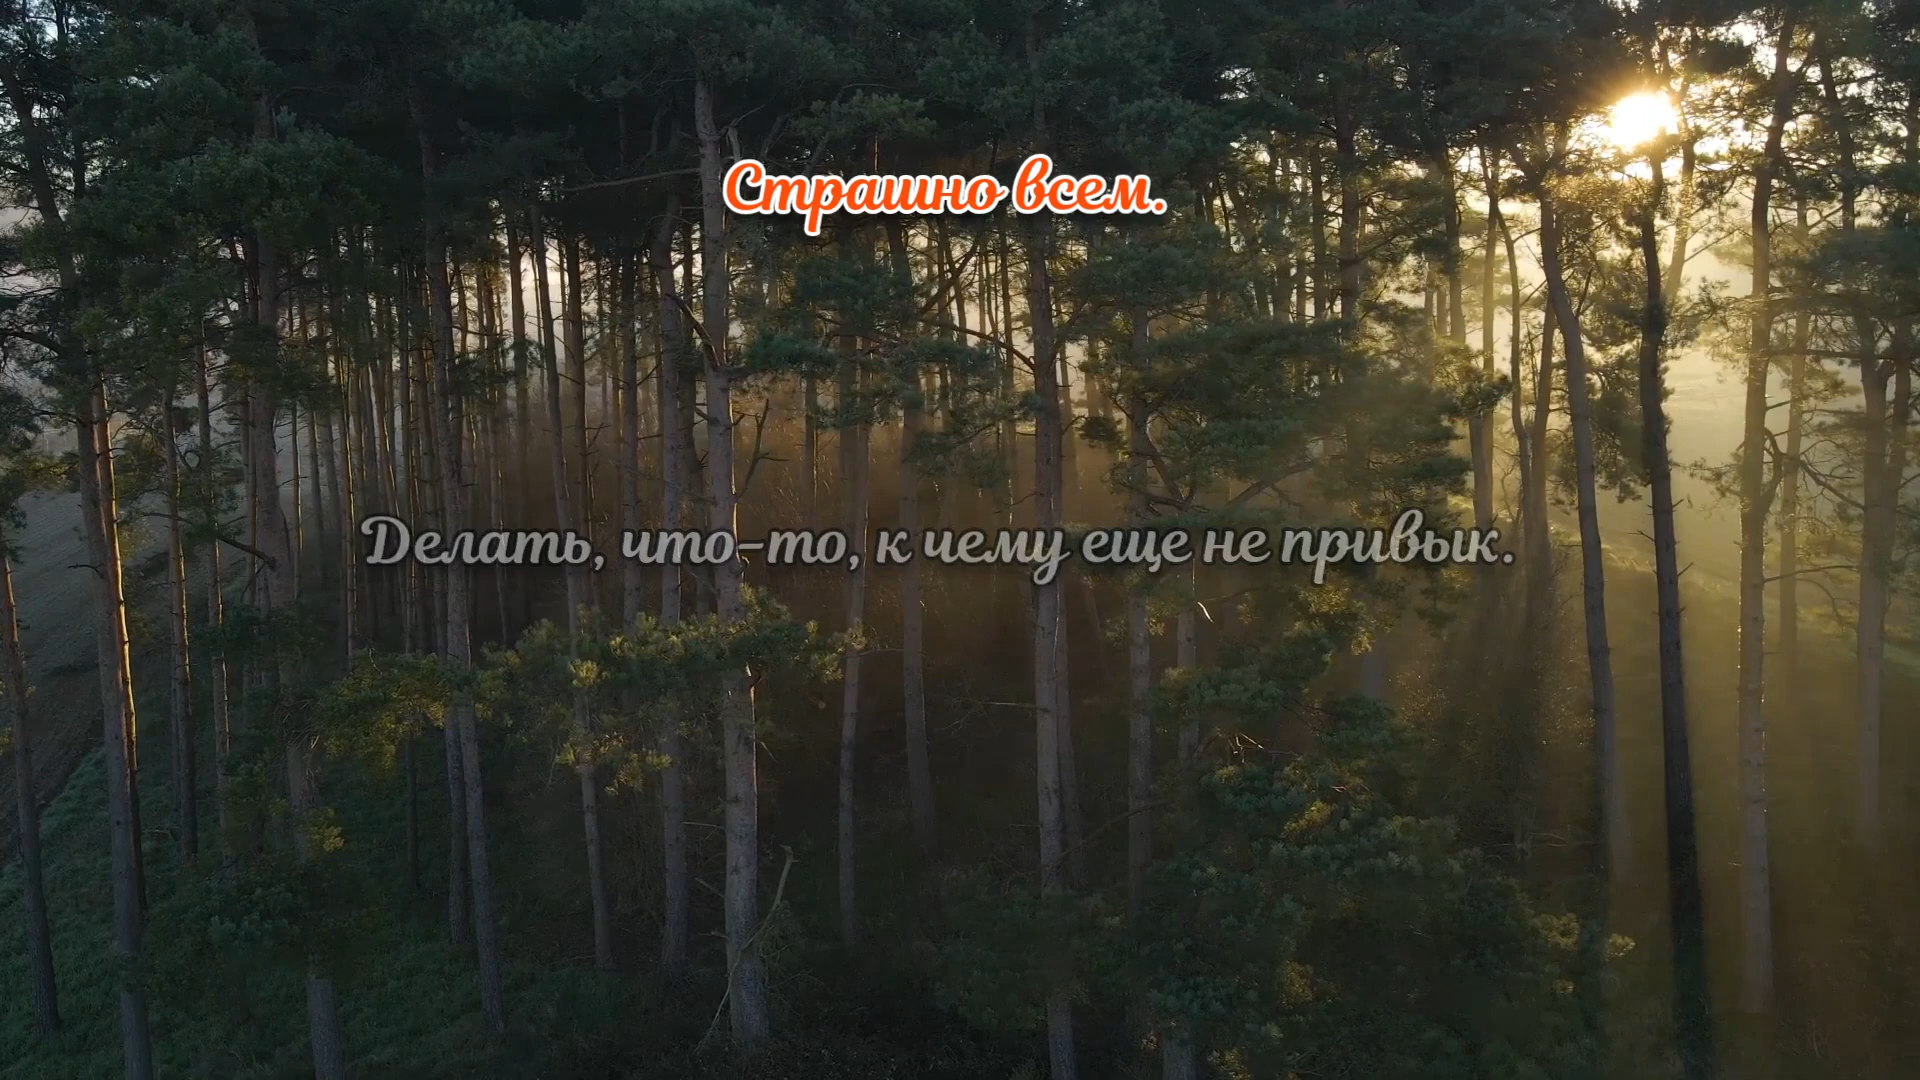 Страшно всем.
Делать, что-то, к чему еще не привык.